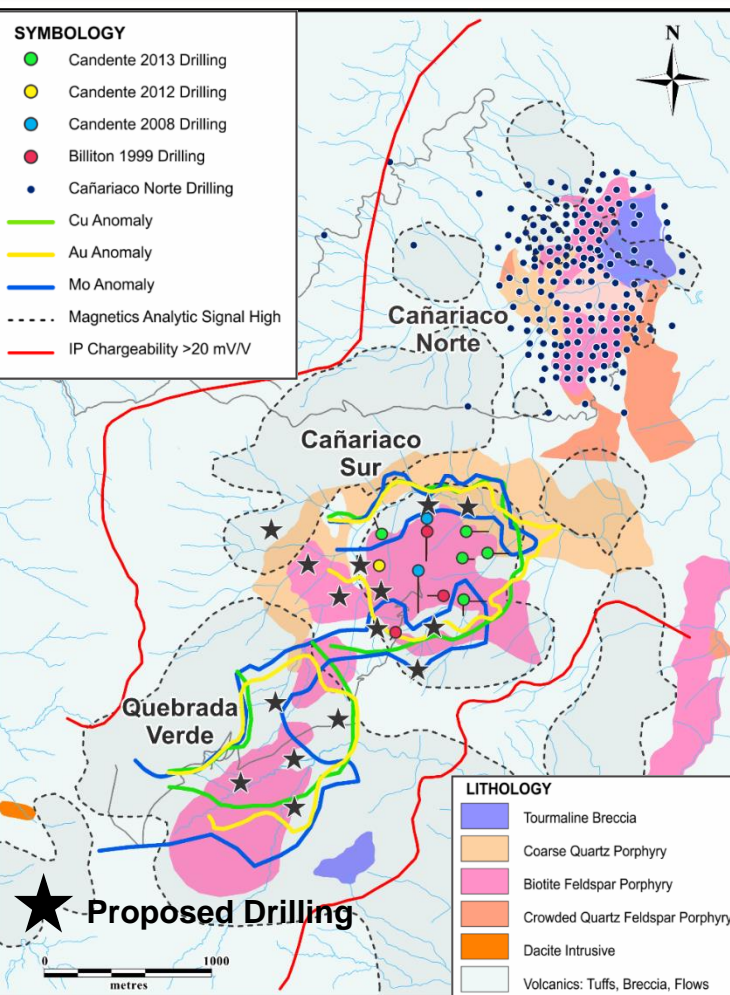 SYMBOLOGY
Candente 2013 Drilling
Candente 2012 Drilling
Candente 2008 Drilling
Billiton 1999 Drilling
Cañariaco Norte Drilling
Cu Anomaly
Au Anomaly
Mo Anomaly
Magnetics Analytic Signal High
IP Chargeability >20 mV/V
N
Cañariaco
Norte
Cañariaco
Sur
Quebrada
Verde
Proposed Drilling
0 1000
metres
LITHOLOGY
Tourmaline Breccia
Coarse Quartz Porphyry
Biotite Feldspar Porphyry
Crowded Quartz Feldspar Porphyry
Dacite Intrusive
Volcanics: Tuffs, Breccia, Flows